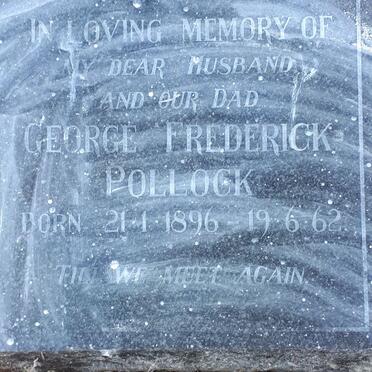 IN LOVING MEMORY OF
MY DEAR HUSBAND
AND OUR DAD
GEORGE FREDERICK
POLLOCK
BORN 21·1·1896 - 19·6·62
TILL WE MEET AGAIN.